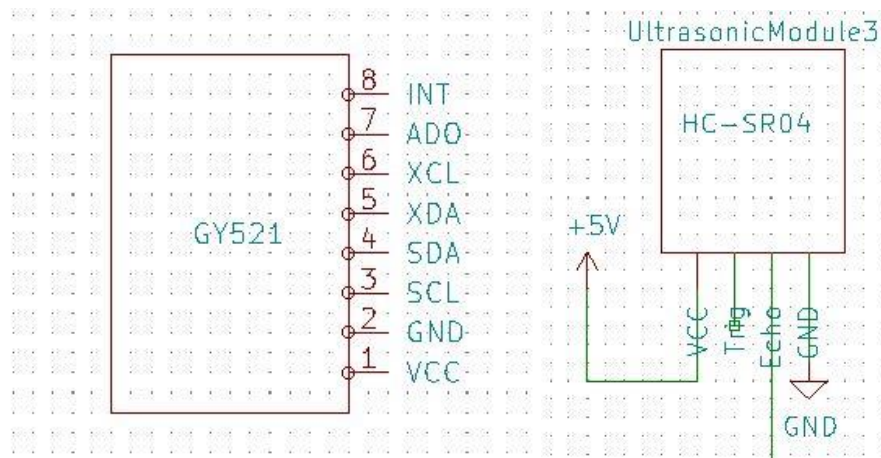 8 INT
7 ADO
6 XCL
5 XDA
GY521
4 SDA
3 SCL
2 GND
1 VCC
UltrasonicModule3
HC-SR04
+5V
VCC
Trig
Echo
GND
GND